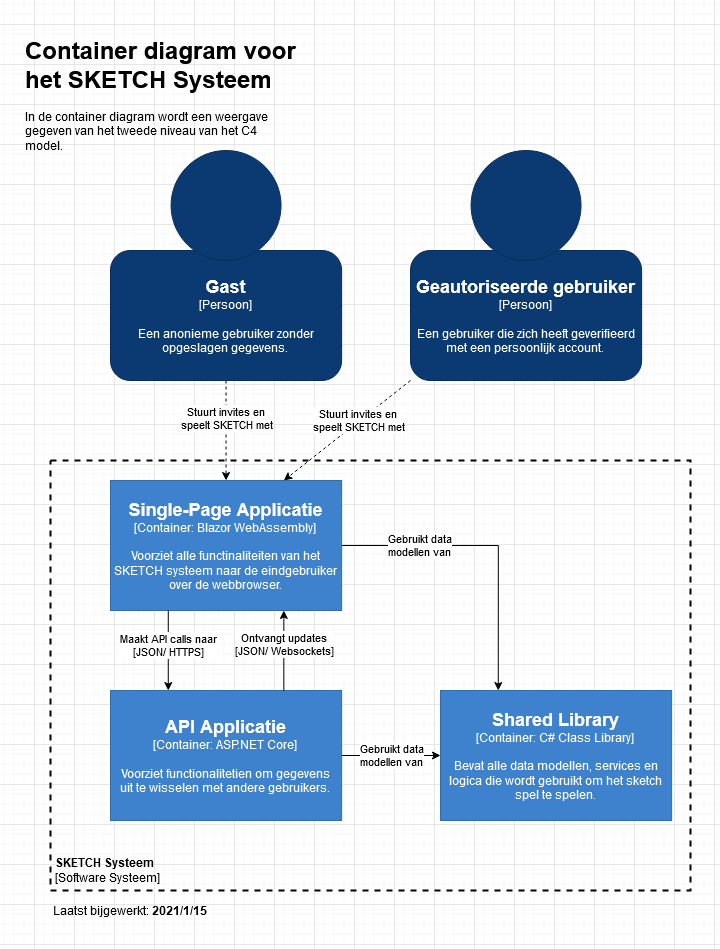 Container diagram voor
het SKETCH Systeem
In de container diagram wordt een weergave
gegeven van het tweede niveau van het C4
model.
Gast
[Persoon]
Een anonieme gebruiker zonder
opgeslagen gegevens.
Geautoriseerde gebruiker
[Persoon]
Een gebruiker die zich heeft geverifieerd
met een persoonlijk account.
Stuurt invites en
speelt SKETCH met
Stuurt invites en
speelt SKETCH met
Single-Page Applicatie
[Container: Blazor WebAssembly]
Voorziet alle functinaliteiten van het
SKETCH systeem naar de eindgebruiker
over de webbrowser.
Gebruikt data
modellen van
Maakt API calls naar
[JSON/ HTTPS]
Ontvangt updates
[JSON/ Websockets]
API Applicatie
[Container: ASP.NET Core]
Voorziet functionalitetien om gegevens
uit te wisselen met andere gebruikers.
Gebruikt data
modellen van
Shared Library
[Container: C# Class Library]
Bevat alle data modellen, services en
logica die wordt gebruikt om het sketch
spel te spelen.
SKETCH Systeem
[Software Systeem]
Laatst bijgewerkt: 2021/1/15